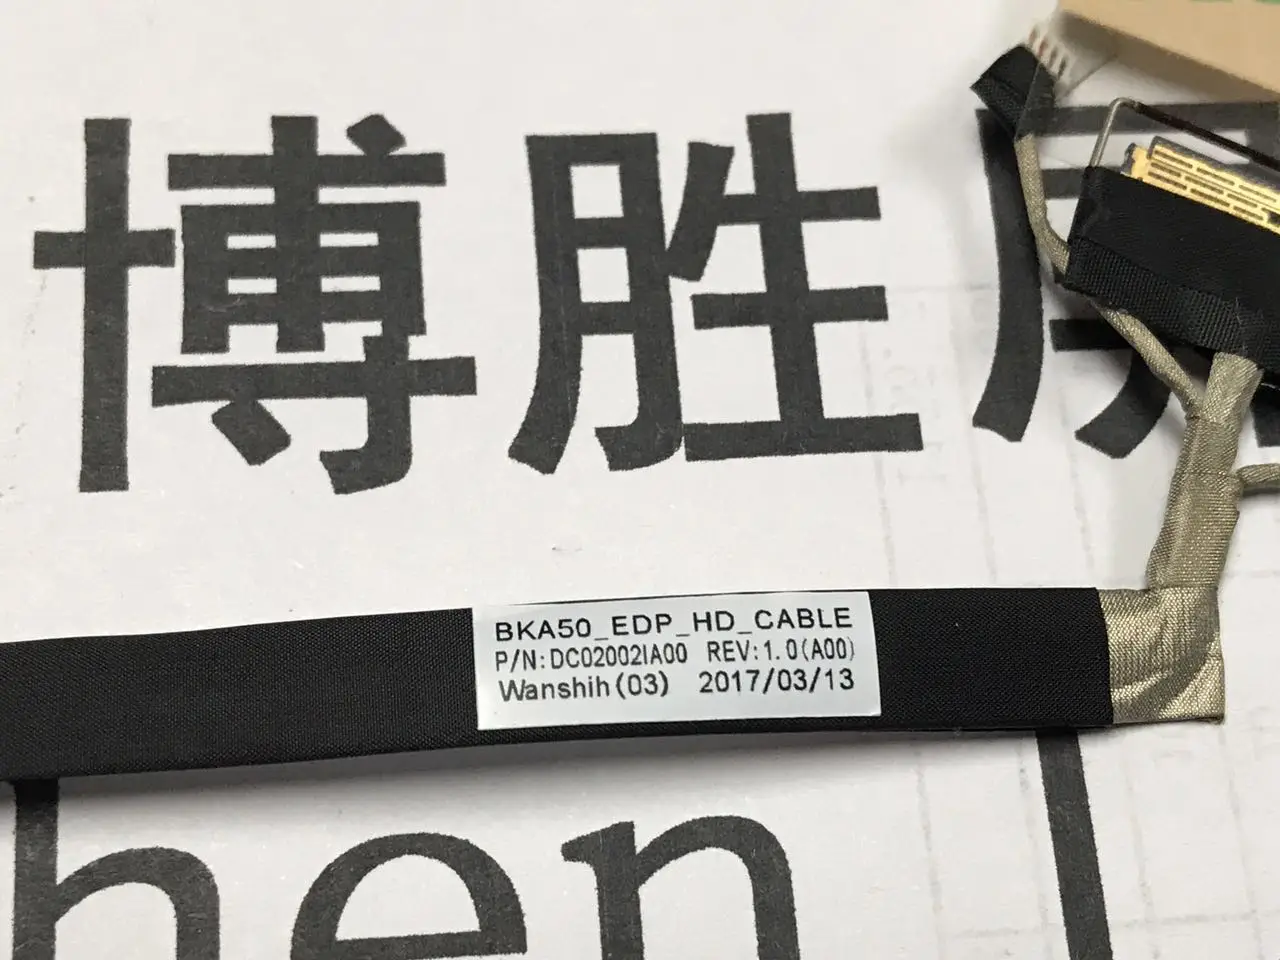 博胜
BKA50_EDP_HD_CABLE
P/N:DC02002IA00 REV:1.0(A00)
Wanshih(03) 2017/03/13
hen